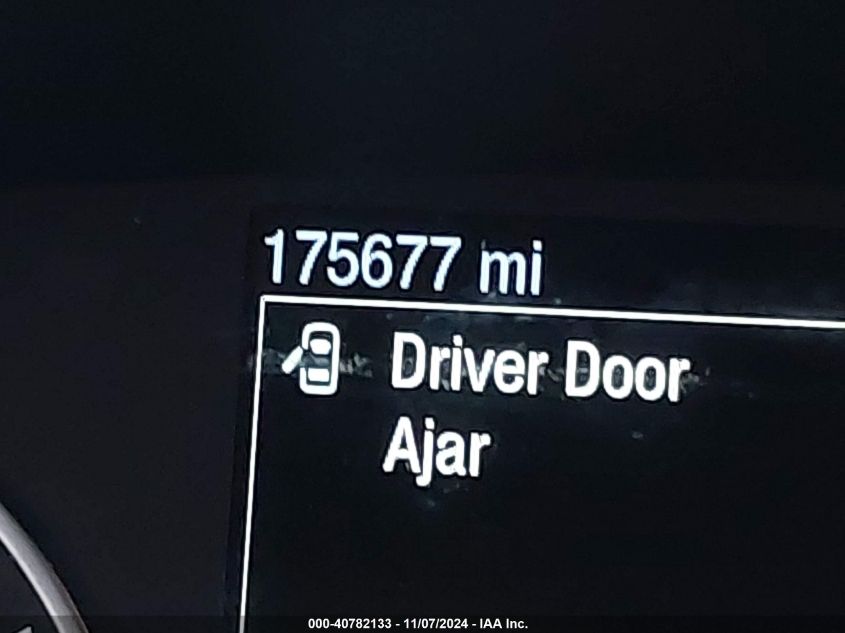 175677 mi
Driver Door
Ajar
000-40782133 - 11/07/2024 - IAA Inc.